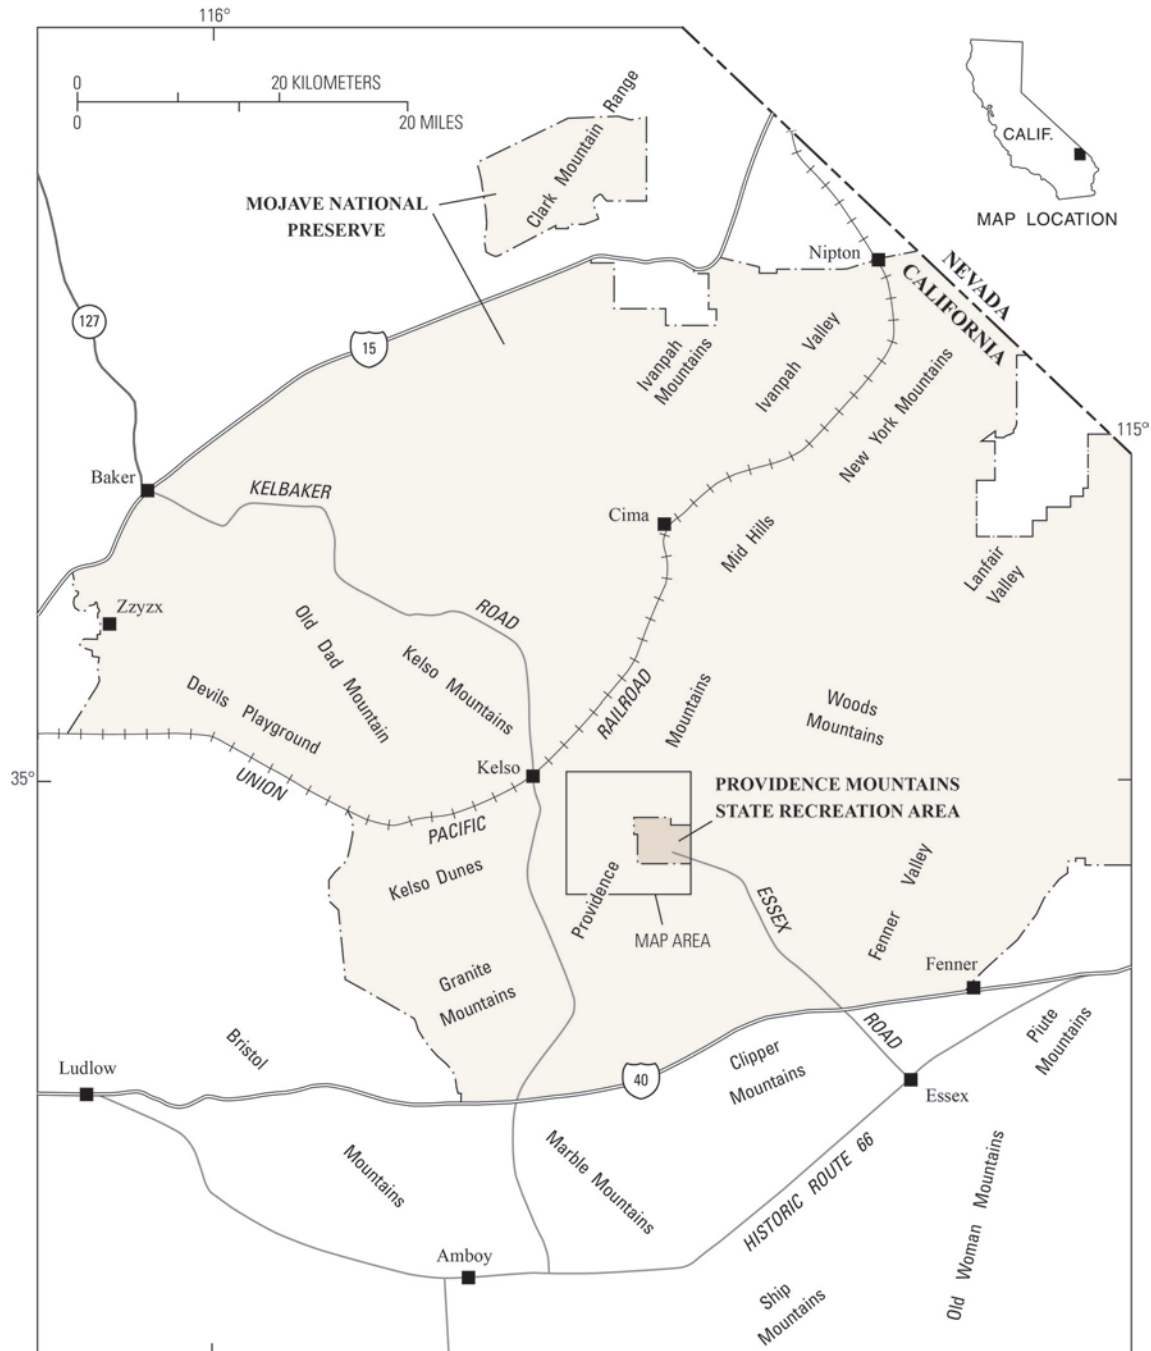 116°
0
20 KILOMETERS
0
20 MILES
CALIF.
MAP LOCATION
Clark Mountain Range
MOJAVE NATIONAL
PRESERVE
Nipton
NEVADA
CALIFORNIA
127
15
Ivanpah
Mountains
Ivanpah Valley
New York Mountains
115°
Baker
KELBAKER
ROAD
Cima
Mid Hills
Lanfair
Valley
Zzyzx
Old Dad Mountain
Kelso Mountains
Devils Playground
RAILROAD
Mountains
Woods
Mountains
35°
UNION
PACIFIC
Kelso
PROVIDENCE MOUNTAINS
STATE RECREATION AREA
Kelso Dunes
Providence
MAP AREA
ESSEX
ROAD
Fenner Valley
Fenner
Granite
Mountains
Bristol
Mountains
Ludlow
40
Clipper
Mountains
Piute
Mountains
Essex
Marble Mountains
HISTORIC ROUTE 66
Old Woman Mountains
Amboy
Ship
Mountains